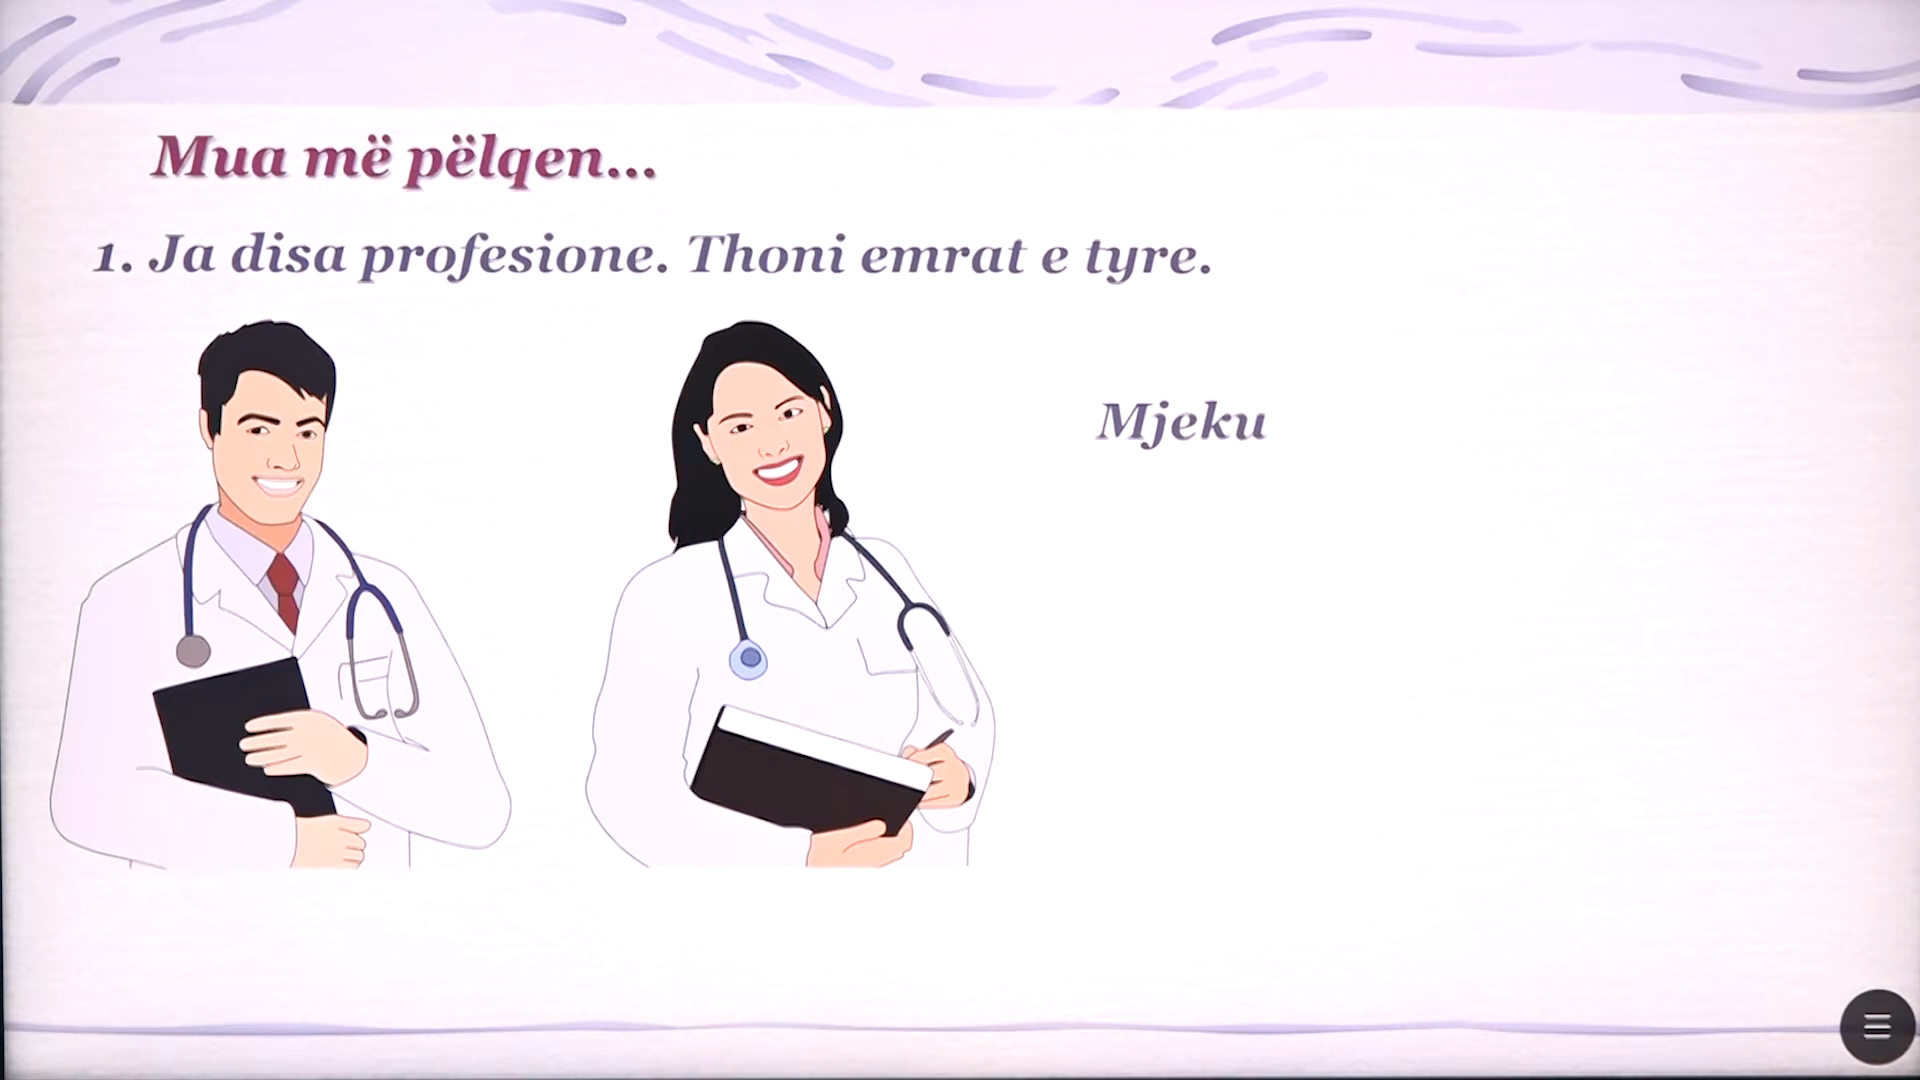 Mua më pëlqen...
1. Ja disa profesione. Thoni emrat e tyre.
Mjeku